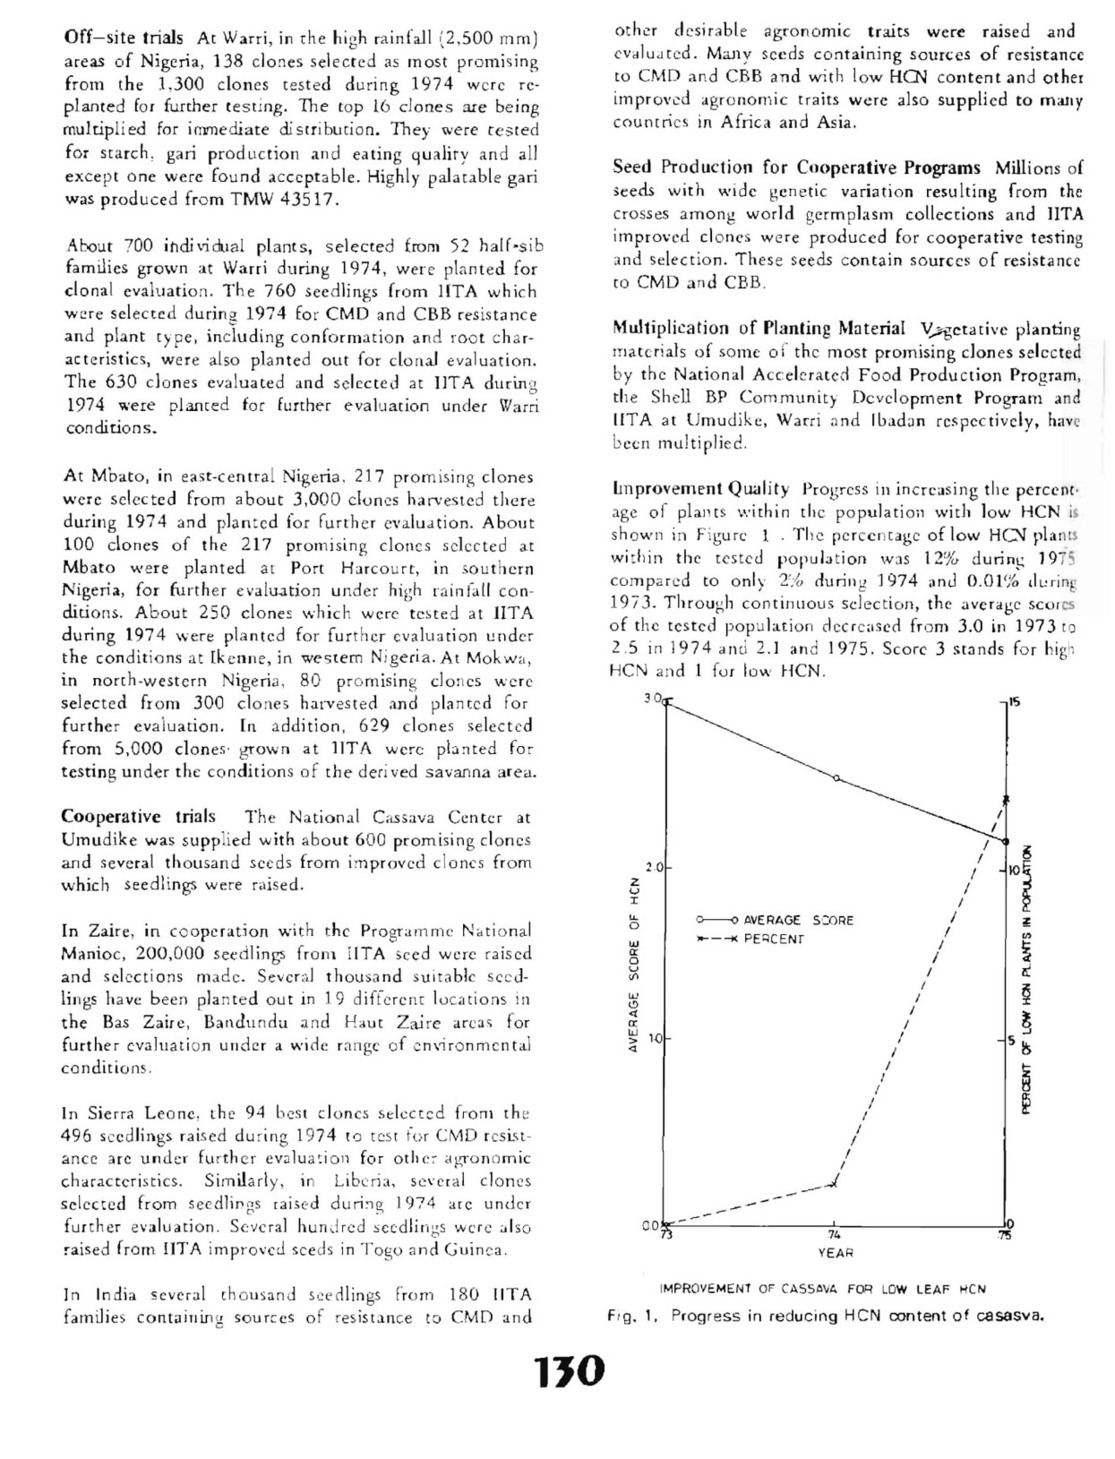 Off–site trials At Warri, in the high rainfall (2,500 mm)
areas of Nigeria, 138 clones selected as most promising
from the 1,300 clones tested during 1974 were re-
planted for further testing. The top 16 clones are being
multiplied for immediate distribution. They were tested
for starch, gari production and eating quality and all
except one were found acceptable. Highly palatable gari
was produced from TMW 43517.
About 700 individual plants, selected from 52 half-sib
families grown at Warri during 1974, were planted for
clonal evaluation. The 760 seedlings from IITA which
were selected during 1974 for CMD and CBB resistance
and plant type, including conformation and root char-
acteristics, were also planted out for clonal evaluation.
The 630 clones evaluated and selected at IITA during
1974 were planted for further evaluation under Warri
conditions.
At Mbato, in east-central Nigeria, 217 promising clones
were selected from about 3,000 clones harvested there
during 1974 and planted for further evaluation. About
100 clones of the 217 promising clones selected at
Mbato were planted at Port Harcourt, in southern
Nigeria, for further evaluation under high rainfall con-
ditions. About 250 clones which were tested at IITA
during 1974 were planted for further evaluation under
the conditions at Ikenne, in western Nigeria. At Mokwa,
in north-western Nigeria, 80 promising clones were
selected from 300 clones harvested and planted for
further evaluation. In addition, 629 clones selected
from 5,000 clones grown at IITA were planted for
testing under the conditions of the derived savanna area.
Cooperative trials The National Cassava Center at
Umudike was supplied with about 600 promising clones
and several thousand seeds from improved clones from
which seedlings were raised.
In Zaire, in cooperation with the Programme National
Manioc, 200,000 seedlings from IITA seed were raised
and selections made. Several thousand suitable seed-
lings have been planted out in 19 different locations in
the Bas Zaire, Bandundu and Haut Zaire areas for
further evaluation under a wide range of environmental
conditions.
In Sierra Leone, the 94 best clones selected from the
496 seedlings raised during 1974 to test for CMD resist-
ance are under further evaluation for other agronomic
characteristics. Similarly, in Liberia, several clones
selected from seedlings raised during 1974 are under
further evaluation. Several hundred seedlings were also
raised from IITA improved seeds in Togo and Guinea.
In India several thousand seedlings from 180 IITA
families containing sources of resistance to CMD and
other desirable agronomic traits were raised and
evaluated. Many seeds containing sources of resistance
to CMD and CBB and with low HCN content and other
improved agronomic traits were also supplied to many
countries in Africa and Asia.
Seed Production for Cooperative Programs Millions of
seeds with wide genetic variation resulting from the
crosses among world germplasm collections and IITA
improved clones were produced for cooperative testing
and selection. These seeds contain sources of resistance
to CMD and CBB.
Multiplication of Planting Material Vegetative planting
materials of some of the most promising clones selected
by the National Accelerated Food Production Program,
the Shell BP Community Development Program and
IITA at Umudike, Warri and Ibadan respectively, have
been multiplied.
Improvement Quality Progress in increasing the percent-
age of plants within the population with low HCN is
shown in Figure 1 . The percentage of low HCN plants
within the tested population was 12% during 1975
compared to only 2% during 1974 and 0.01% during
1973. Through continuous selection, the average scores
of the tested population decreased from 3.0 in 1973 to
2.5 in 1974 and 2.1 and 1975. Score 3 stands for high
HCN and 1 for low HCN.
3.0
2.0
1.0
0.0
AVERAGE SCORE OF HCN
AVERAGE SCORE
PERCENT
15
10
5
0
PERCENT OF LOW HCN PLANTS IN POPULATION
73
74
75
YEAR
IMPROVEMENT OF CASSAVA FOR LOW LEAF HCN
Fig. 1. Progress in reducing HCN content of casasva.
130